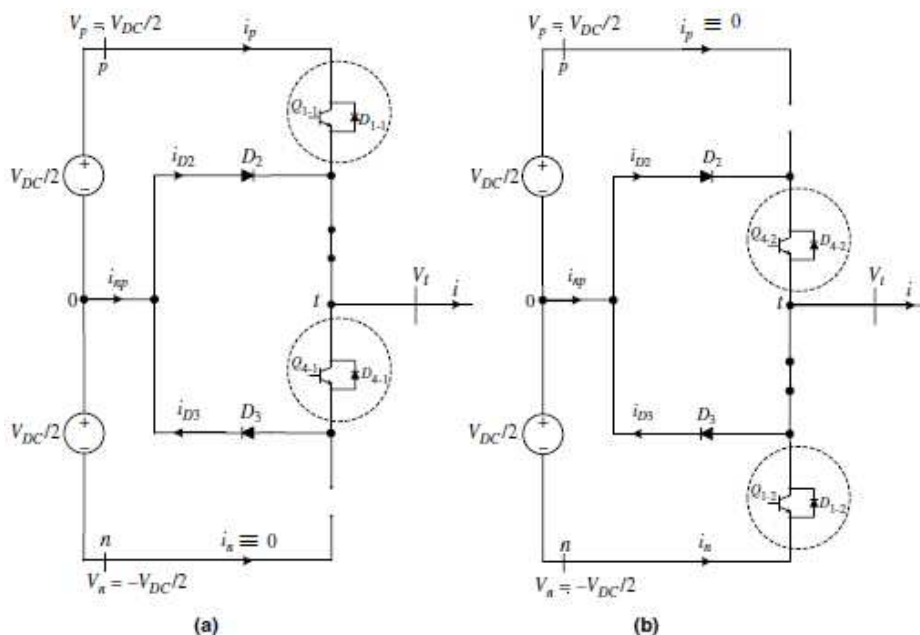 V_p = V_DC/2
p
i_p
Q_1-1
D_1-1
i_D2
D_2
V_DC/2
+
−
0
i_np
t
V_t
i
Q_4-1
D_4-1
i_D3
D_3
V_DC/2
+
−
n
i_n ≡ 0
V_n = −V_DC/2
(a)
V_p = V_DC/2
p
i_p ≡ 0
i_D2
D_2
V_DC/2
+
−
Q_4-2
D_4-2
0
i_np
t
V_t
i
i_D3
D_3
V_DC/2
+
−
Q_1-2
D_1-2
n
i_n
V_n = −V_DC/2
(b)